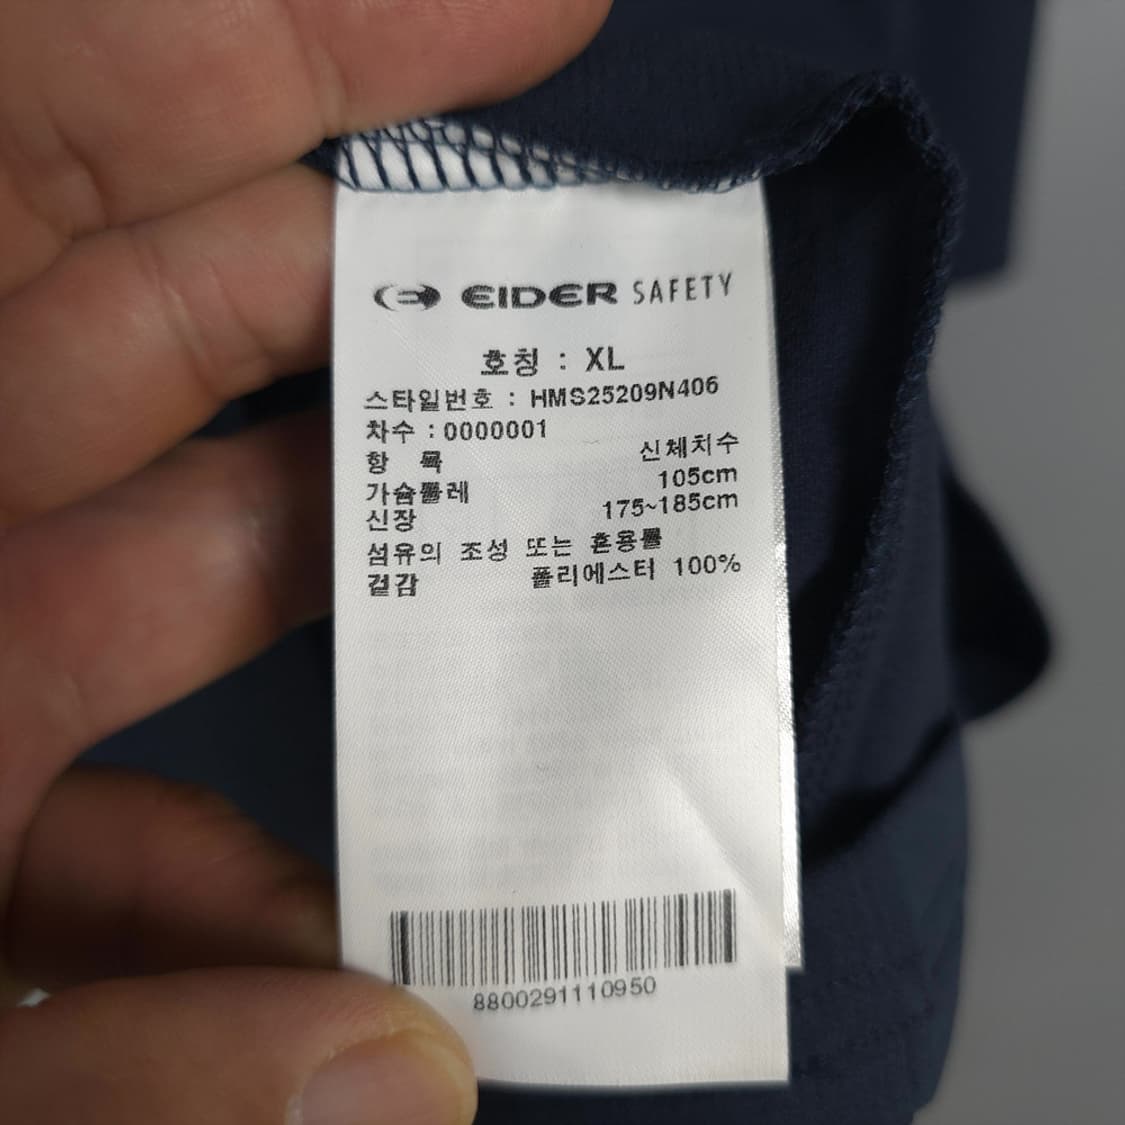 EIDER SAFETY
호칭 : XL
스타일번호 : HMS25209N406
차수 : 0000001
항 목 신체치수
가슴둘레 105cm
신장 175~185cm
섬유의 조성 또는 혼용률
겉감 폴리에스터 100%
8800291110950